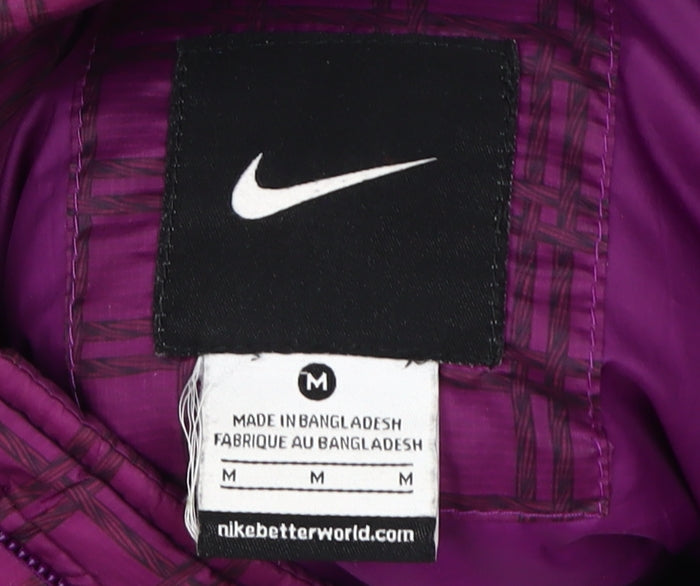 M
MADE IN BANGLADESH
FABRIQUE AU BANGLADESH
M M M
nikebetterworld.com